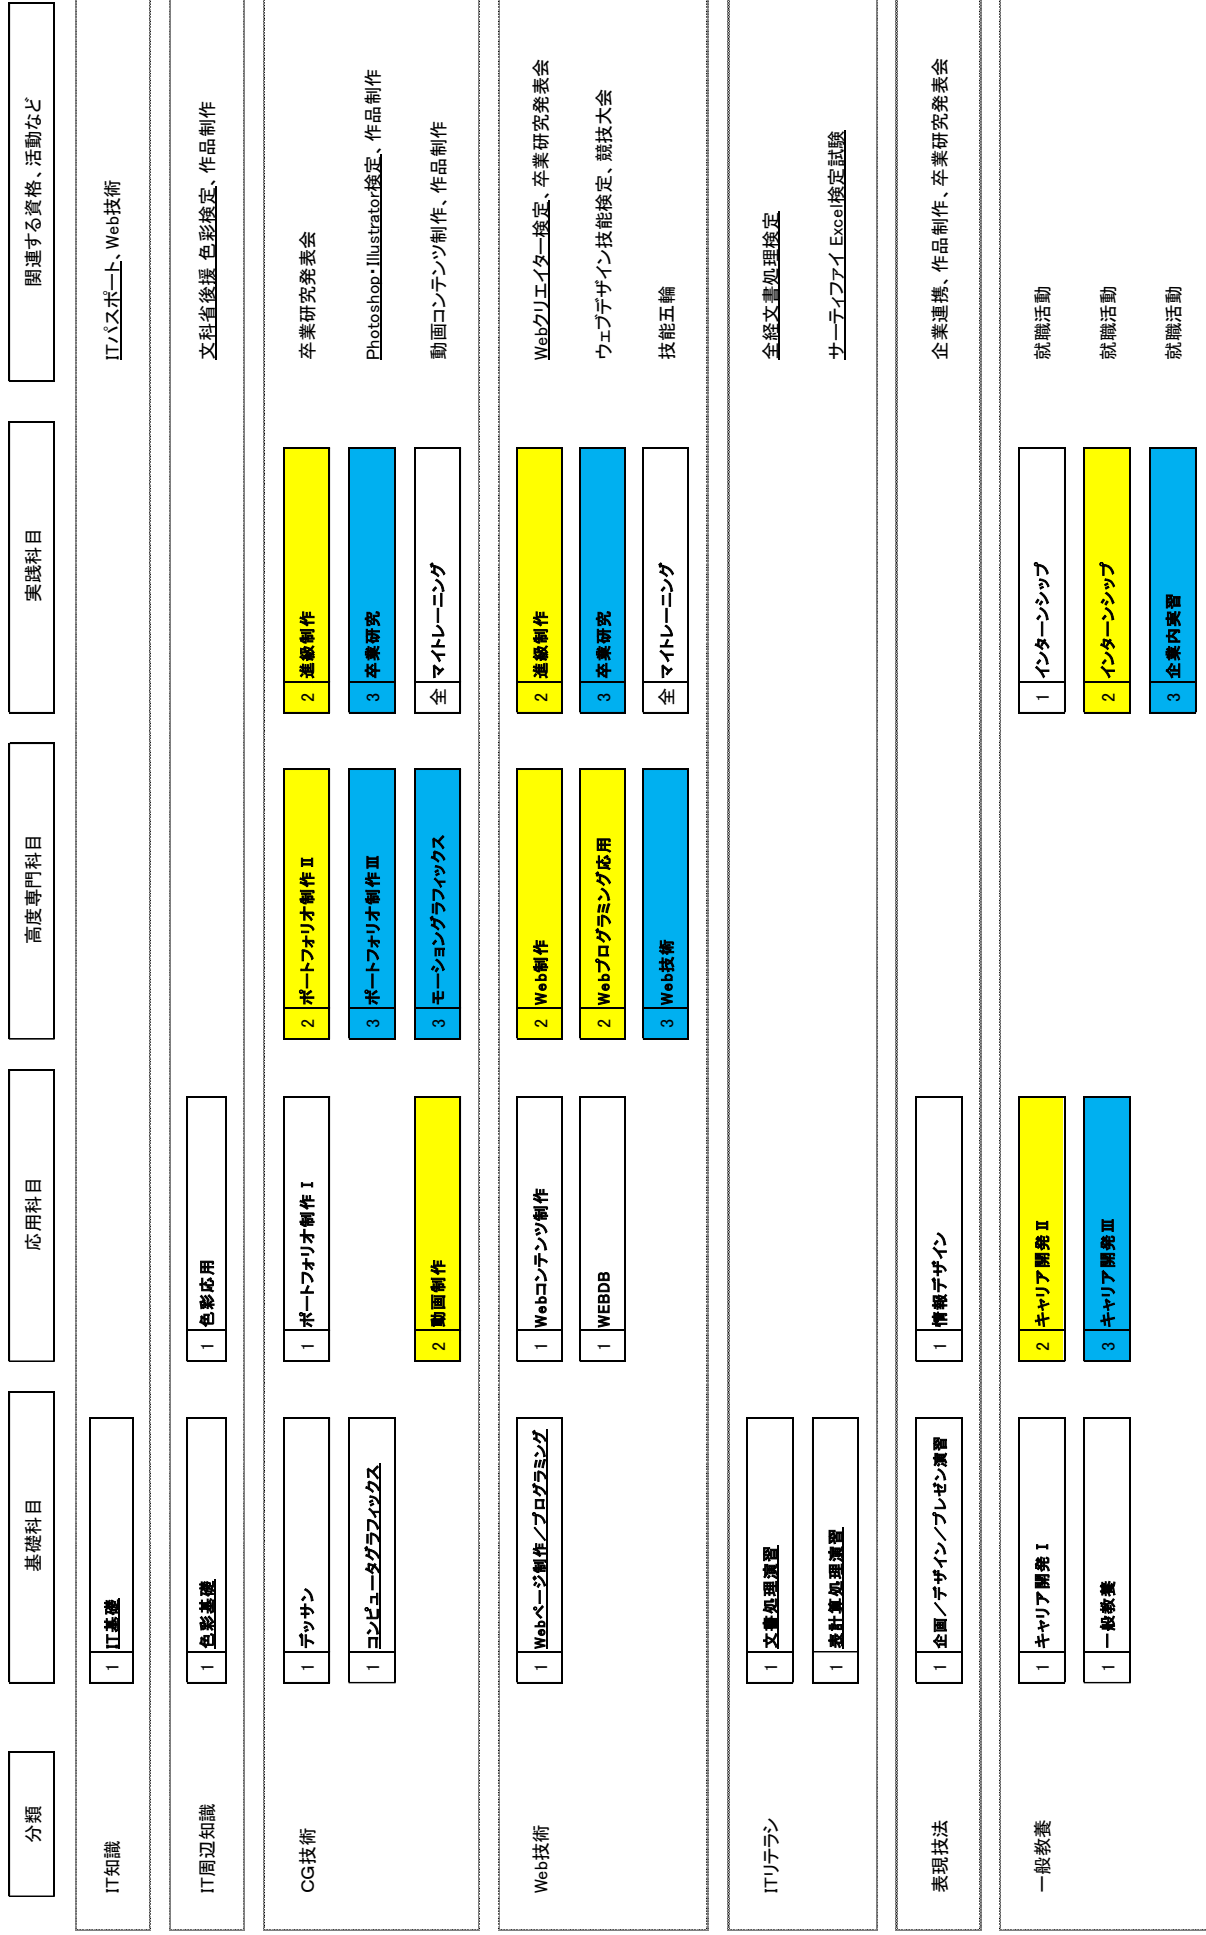 分類
基礎科目
応用科目
高度専門科目
実践科目
関連する資格、活動など
IT知識
1 IT基礎
ITパスポート、Web技術
IT周辺知識
1 色彩基礎
1 色彩応用
文科省後援 色彩検定、作品制作
CG技術
1 デッサン
1 ポートフォリオ制作Ⅰ
2 ポートフォリオ制作Ⅱ
2 進級制作
卒業研究発表会
1 コンピュータグラフィックス
3 ポートフォリオ制作Ⅲ
3 卒業研究
Photoshop・Illustrator検定、作品制作
2 動画制作
3 モーショングラフィックス
全 マイトレーニング
動画コンテンツ制作、作品制作
Web技術
1 Webページ制作／プログラミング
1 Webコンテンツ制作
2 Web制作
2 進級制作
Webクリエイター検定、卒業研究発表会
1 WEBDB
2 Webプログラミング応用
3 卒業研究
ウェブデザイン技能検定、競技大会
3 Web技術
全 マイトレーニング
技能五輪
ITリテラシ
1 文書処理演習
全経文書処理検定
1 表計算処理演習
サーティファイ Excel検定試験
表現技法
1 企画／デザイン／プレゼン演習
1 情報デザイン
企業連携、作品制作、卒業研究発表会
一般教養
1 キャリア開発Ⅰ
2 キャリア開発Ⅱ
1 インターンシップ
就職活動
1 一般教養
3 キャリア開発Ⅲ
2 インターンシップ
就職活動
3 企業内実習
就職活動